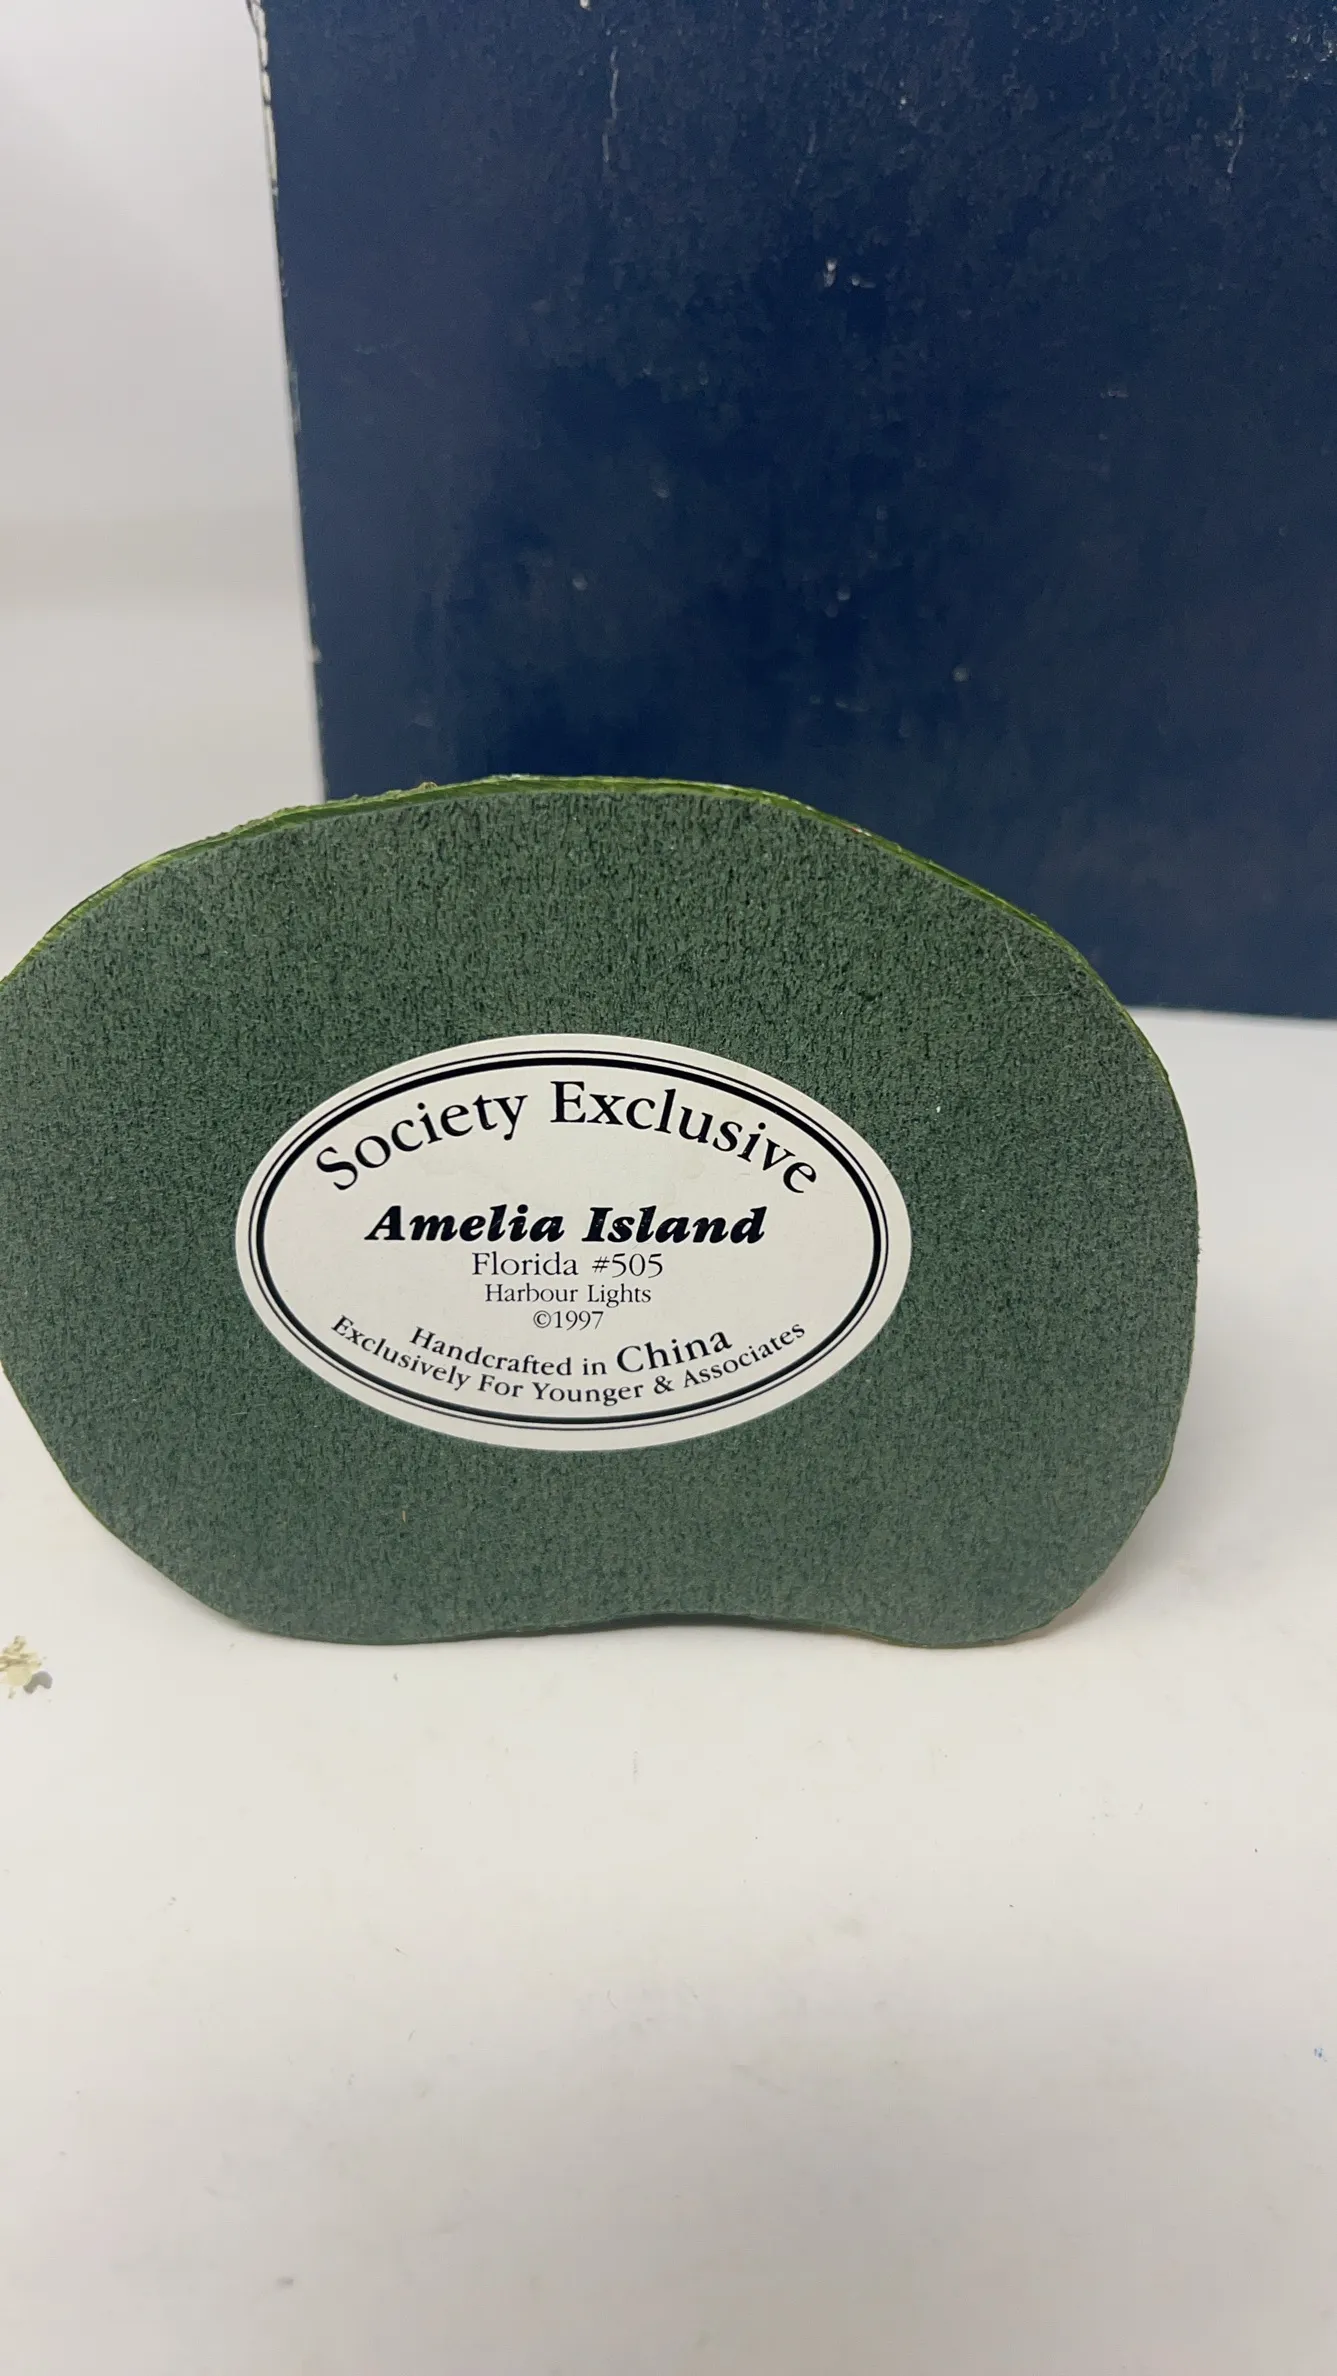 Society Exclusive
Amelia Island
Florida #505
Harbour Lights
©1997
Handcrafted in China
Exclusively For Younger & Associates